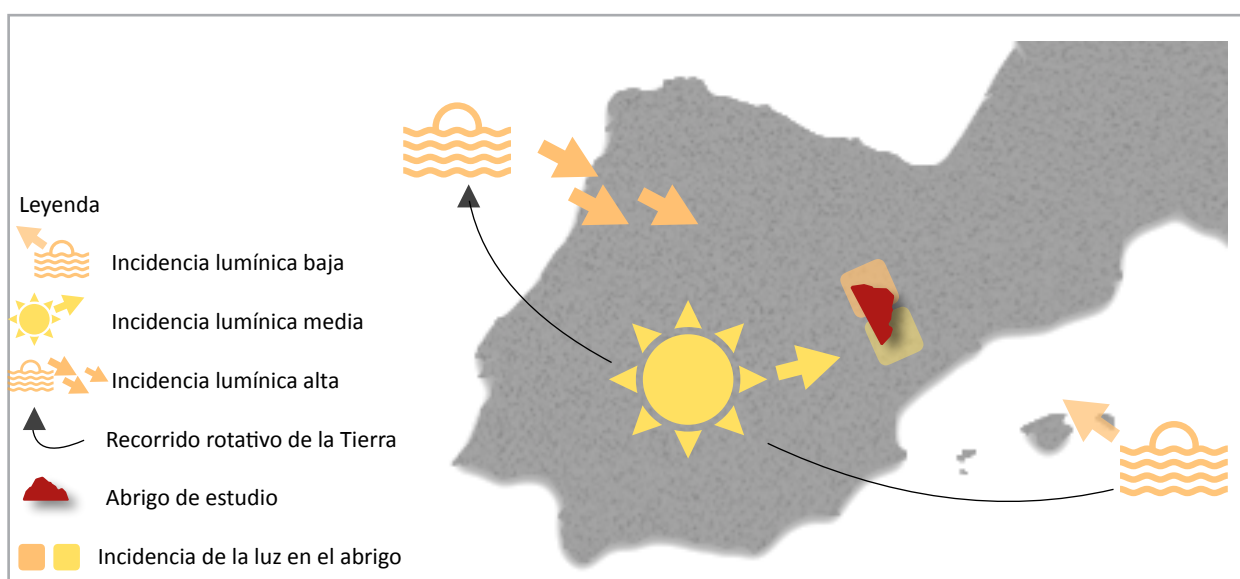 Leyenda
Incidencia lumínica baja
Incidencia lumínica media
Incidencia lumínica alta
Recorrido rotativo de la Tierra
Abrigo de estudio
Incidencia de la luz en el abrigo